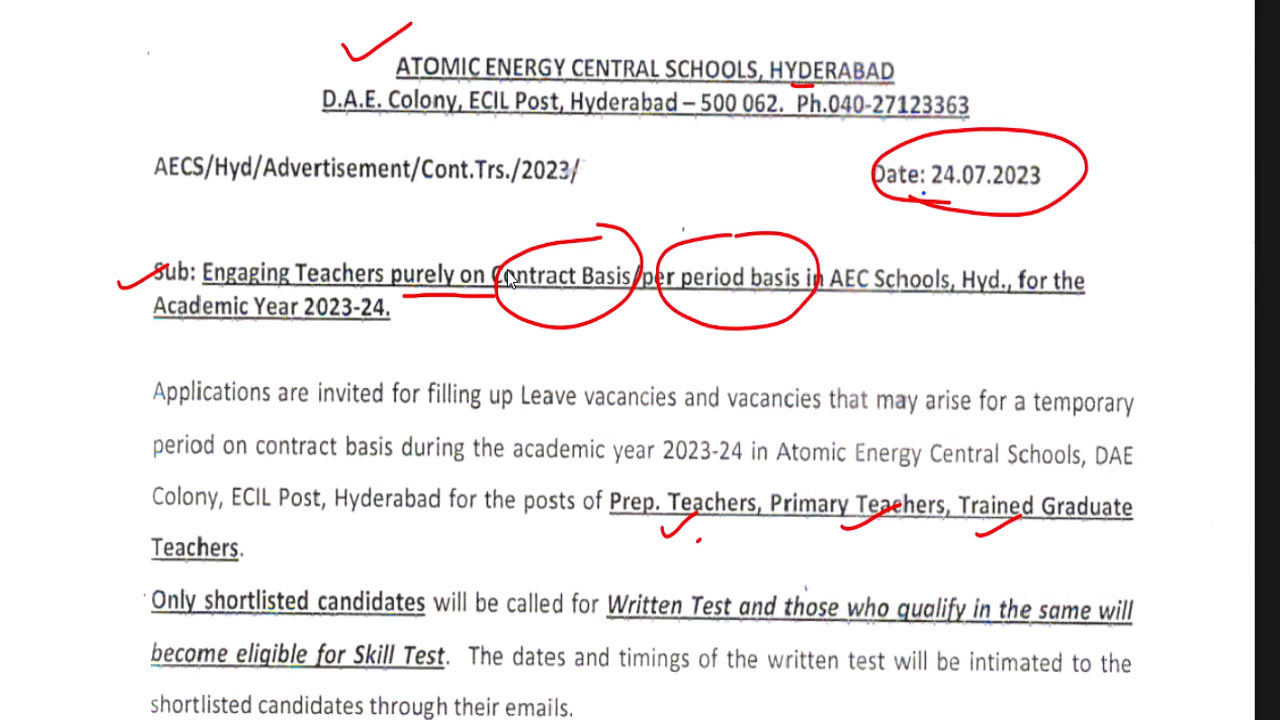 ATOMIC ENERGY CENTRAL SCHOOLS, HYDERABAD
D.A.E. Colony, ECIL Post, Hyderabad – 500 062. Ph.040-27123363
AECS/Hyd/Advertisement/Cont.Trs./2023/
Date: 24.07.2023
Sub: Engaging Teachers purely on Contract Basis/per period basis in AEC Schools, Hyd., for the
Academic Year 2023-24.
Applications are invited for filling up Leave vacancies and vacancies that may arise for a temporary
period on contract basis during the academic year 2023-24 in Atomic Energy Central Schools, DAE
Colony, ECIL Post, Hyderabad for the posts of Prep. Teachers, Primary Teachers, Trained Graduate
Teachers.
Only shortlisted candidates will be called for Written Test and those who qualify in the same will
become eligible for Skill Test. The dates and timings of the written test will be intimated to the
shortlisted candidates through their emails.